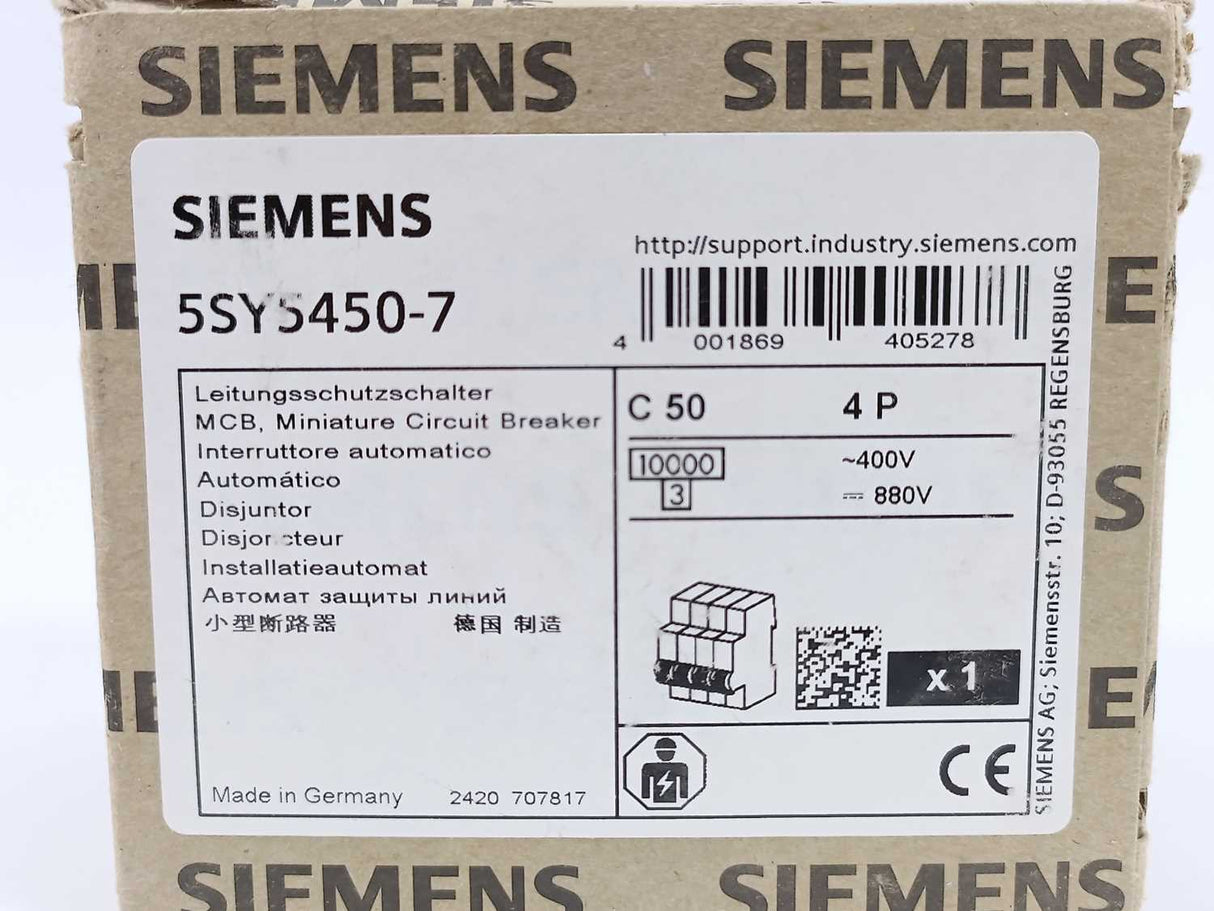 SIEMENS SIEMENS
SIEMENS
http://support.industry.siemens.com
5SY5450-7
4 001869 405278
Leitungsschutzschalter
MCB, Miniature Circuit Breaker
Interruttore automatico
Automático
Disjuntor
Disjoncteur
Installatieautomat
Автомат защиты линий
小型断路器 德国 制造
Made in Germany 2420 707817
C 50 4 P
10000 ~400V
3 ⎓ 880V
x 1
CE
SIEMENS AG; Siemensstr. 10; D-93055 REGENSBURG
SIEMENS SIEMENS